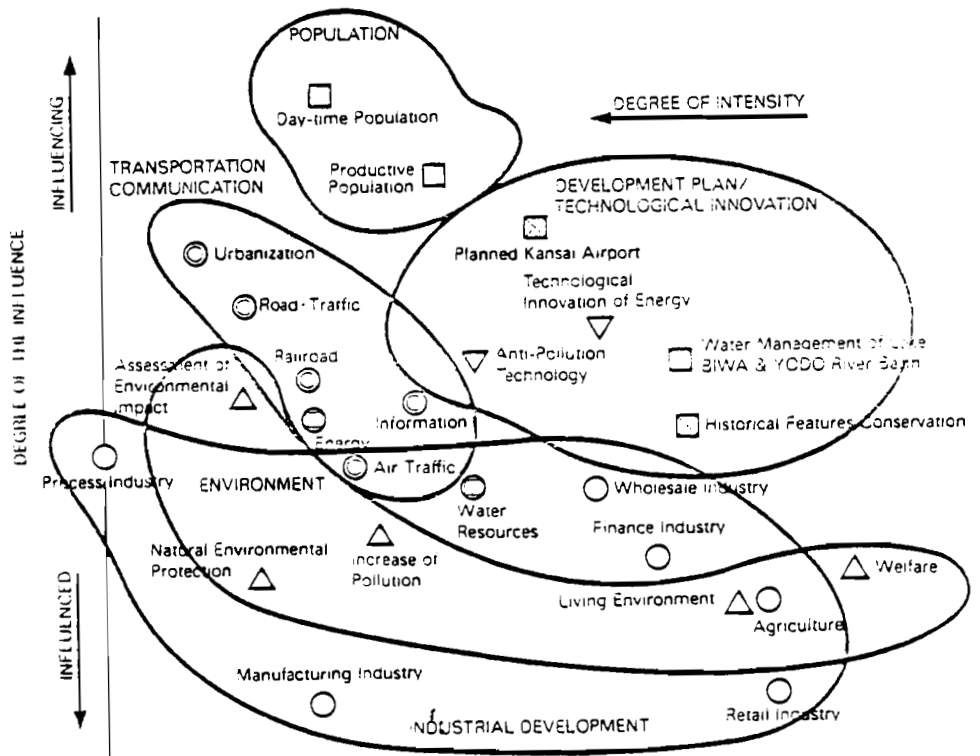 POPULATION
Day-time Population
Productive
Population
DEGREE OF INTENSITY
INFLUENCING
TRANSPORTATION
COMMUNICATION
DEVELOPMENT PLAN/
TECHNOLOGICAL INNOVATION
Urbanization
Planned Kansai Airport
Technological
Innovation of Energy
Road-Traffic
DEGREE OF THE INFLUENCE
Assessment of
Environmental
Impact
Railroad
Anti-Pollution
Technology
Water Management of Lake
BIWA & YODO River Basin
Information
Energy
Historical Features Conservation
Air Traffic
Process Industry
ENVIRONMENT
Water
Resources
Wholesale Industry
Finance Industry
Natural Environmental
Protection
Increase of
Pollution
Welfare
Living Environment
Agriculture
INFLUENCED
Manufacturing Industry
Retail Industry
INDUSTRIAL DEVELOPMENT